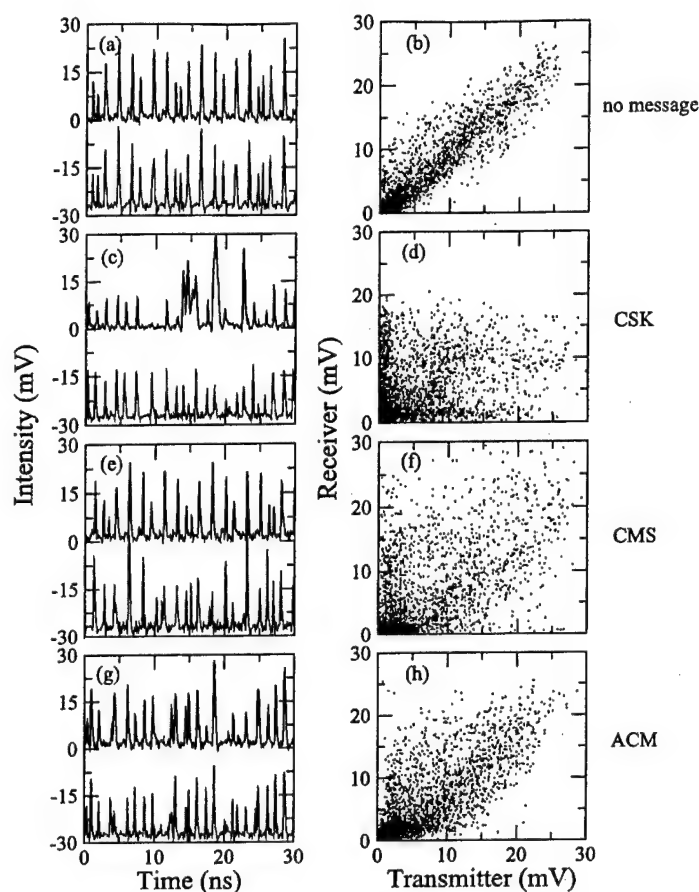 30
(a)
15
0
-15
-30
30
(b)
20
10
0
no message
30
(c)
15
0
-15
-30
30
(d)
20
10
0
CSK
30
(e)
15
0
-15
-30
30
(f)
20
10
0
CMS
30
(g)
15
0
-15
-30
0 10 20 30
30
(h)
20
10
0
0 10 20 30
ACM
Intensity (mV)
Receiver (mV)
Time (ns)
Transmitter (mV)